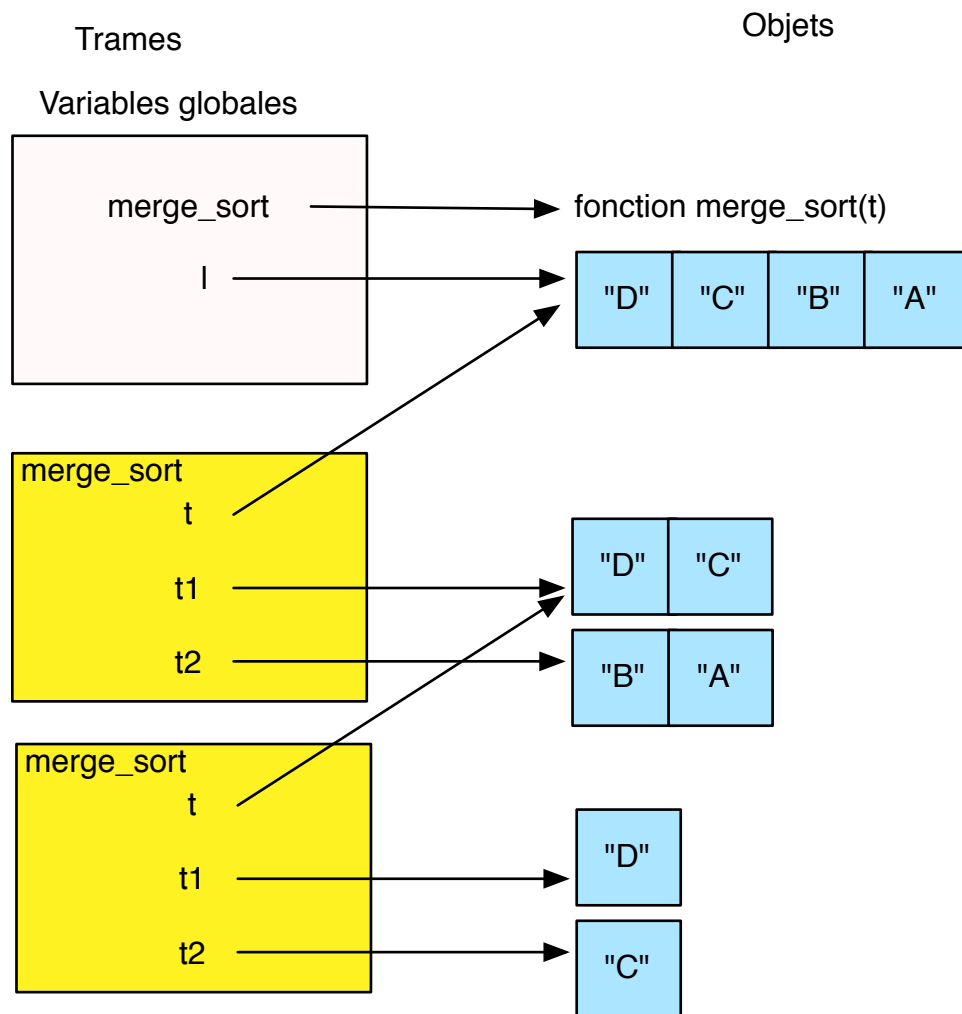 Trames
Objets
Variables globales
merge_sort
fonction merge_sort(t)
l
"D" "C" "B" "A"
merge_sort
t
t1
"D" "C"
t2
"B" "A"
merge_sort
t
t1
"D"
t2
"C"